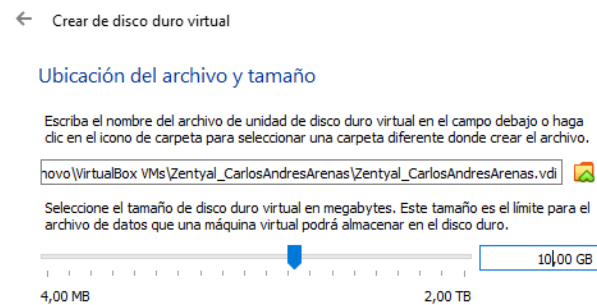 Crear de disco duro virtual
Ubicación del archivo y tamaño
Escriba el nombre del archivo de unidad de disco duro virtual en el campo debajo o haga
clic en el icono de carpeta para seleccionar una carpeta diferente donde crear el archivo.
novo\VirtualBox VMs\Zentyal_CarlosAndresArenas\Zentyal_CarlosAndresArenas.vdi
Seleccione el tamaño de disco duro virtual en megabytes. Este tamaño es el límite para el
archivo de datos que una máquina virtual podrá almacenar en el disco duro.
10,00 GB
4,00 MB 2,00 TB